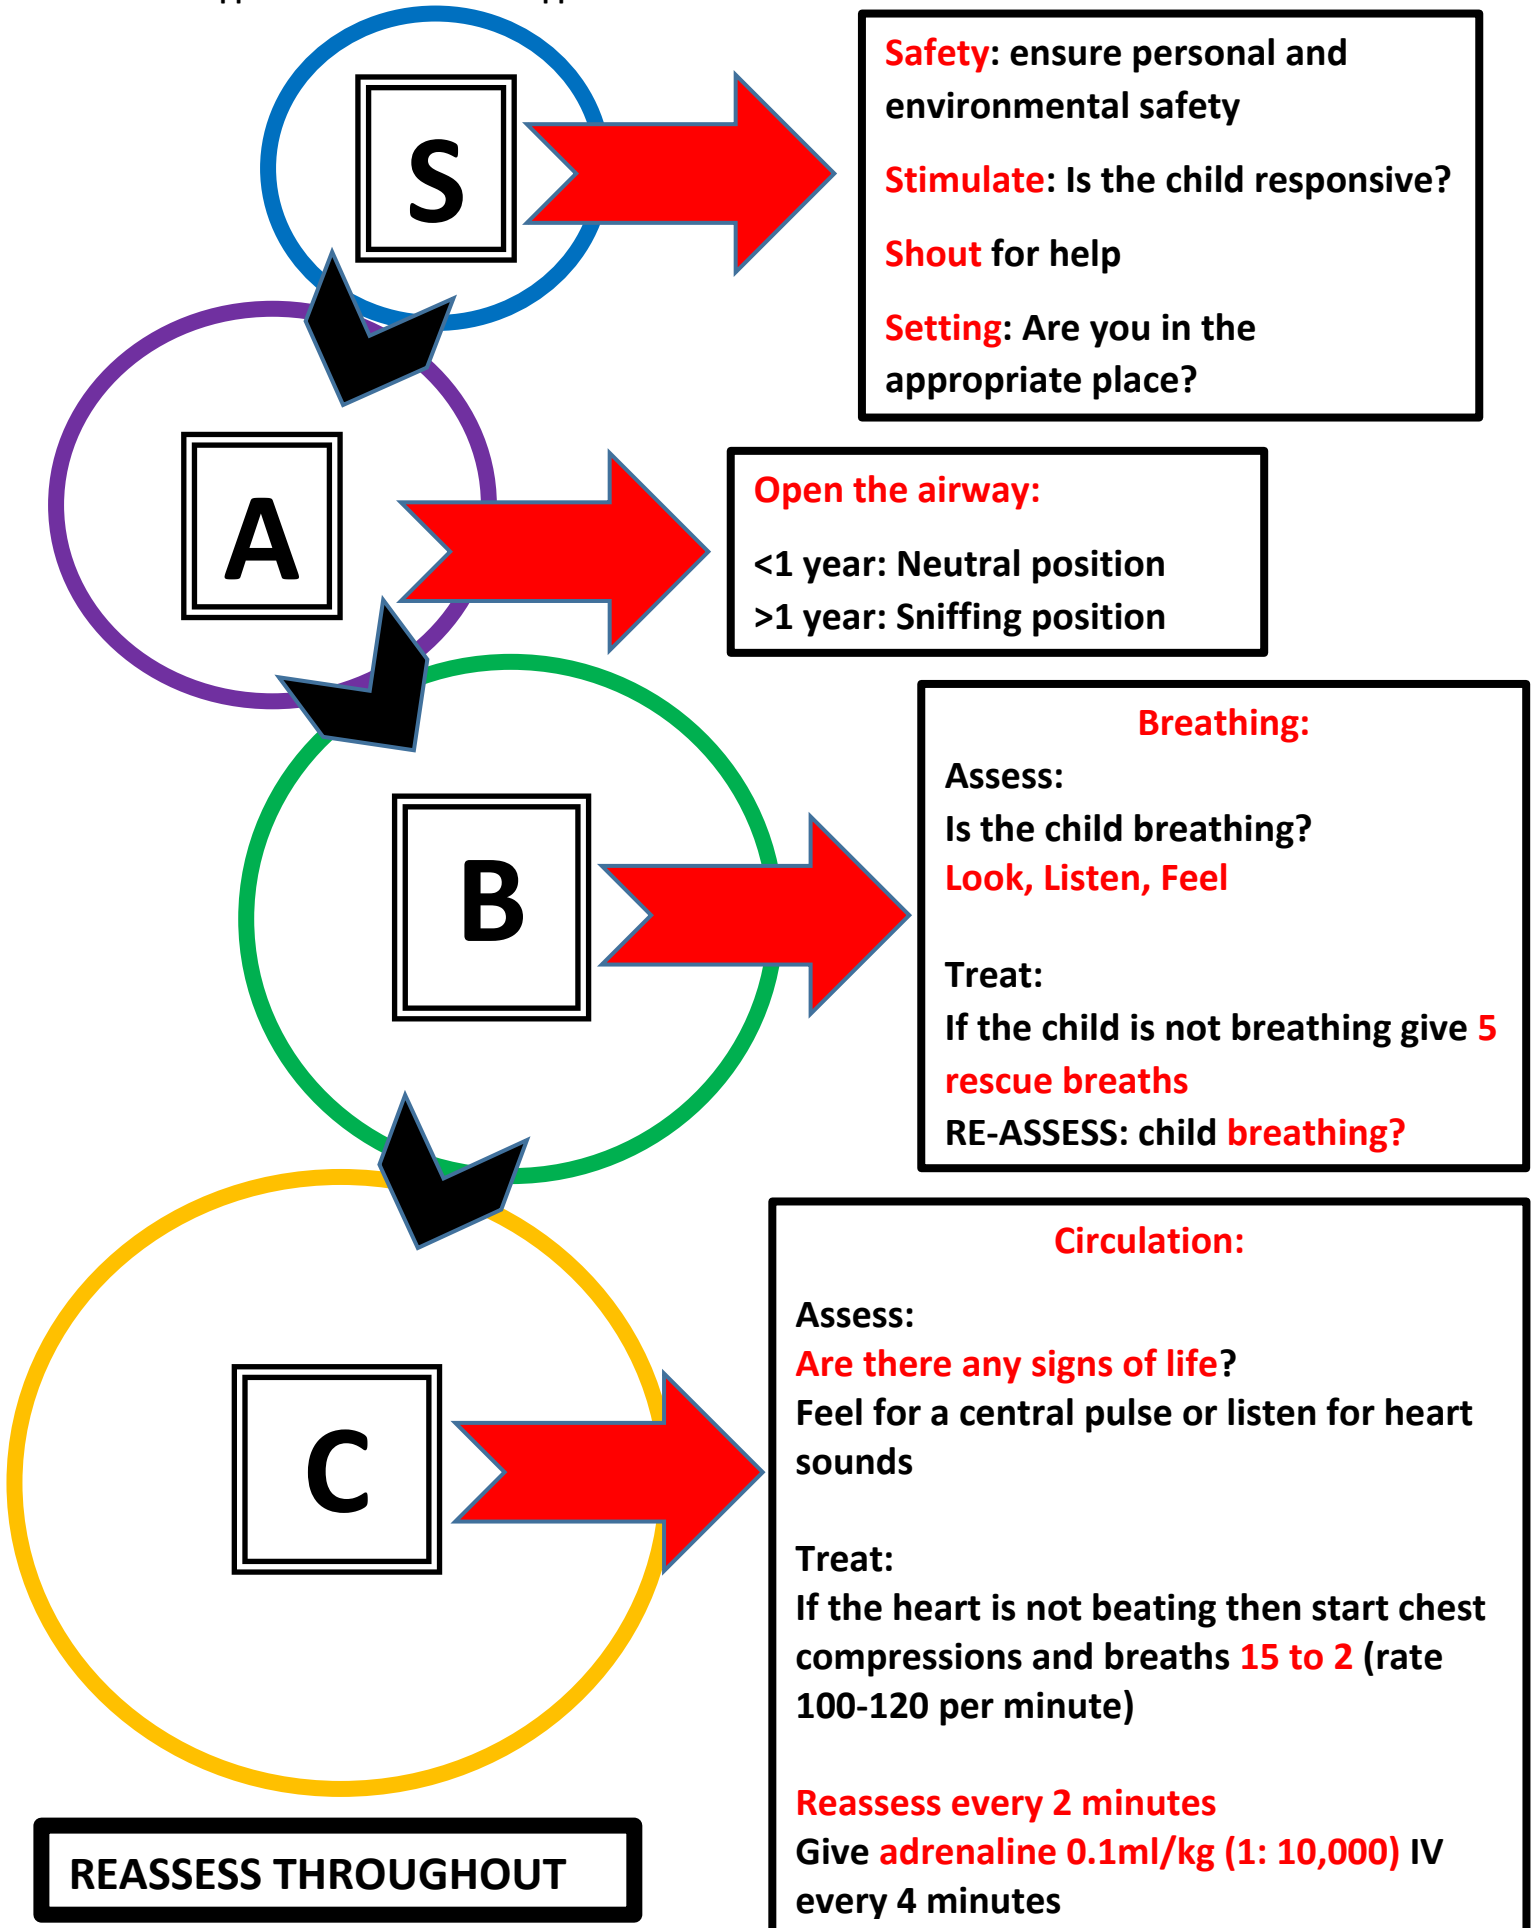 S
Safety: ensure personal and
environmental safety
Stimulate: Is the child responsive?
Shout for help
Setting: Are you in the
appropriate place?
A
Open the airway:
<1 year: Neutral position
>1 year: Sniffing position
B
Breathing:
Assess:
Is the child breathing?
Look, Listen, Feel
Treat:
If the child is not breathing give 5
rescue breaths
RE-ASSESS: child breathing?
C
Circulation:
Assess:
Are there any signs of life?
Feel for a central pulse or listen for heart
sounds
Treat:
If the heart is not beating then start chest
compressions and breaths 15 to 2 (rate
100-120 per minute)
Reassess every 2 minutes
Give adrenaline 0.1ml/kg (1: 10,000) IV
every 4 minutes
REASSESS THROUGHOUT